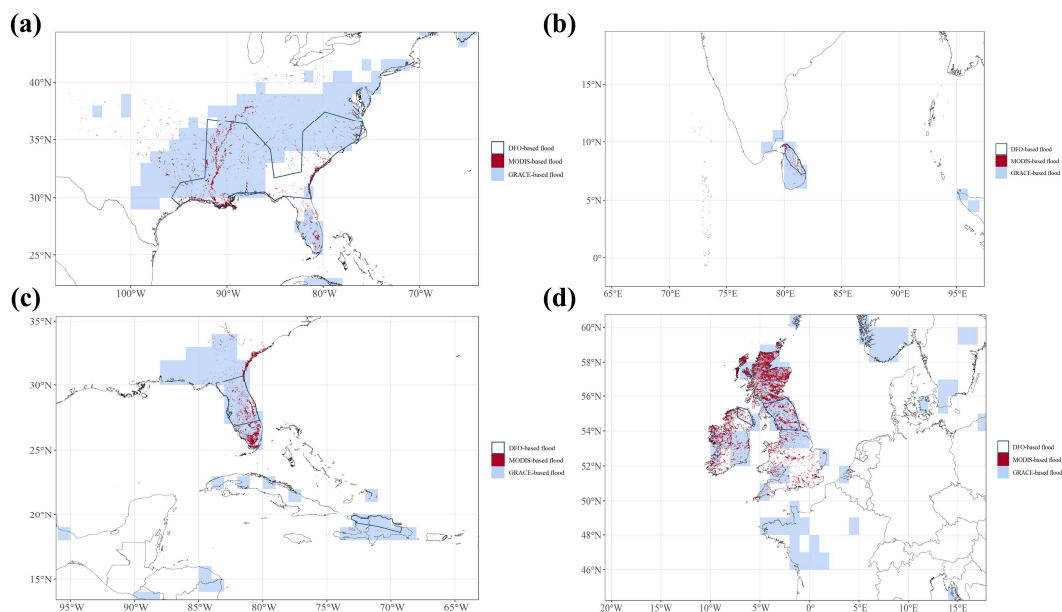 (a)
40°N
35°N
30°N
25°N
100°W 90°W 80°W 70°W
DFO-based flood
MODIS-based flood
GRACE-based flood
(b)
15°N
10°N
5°N
0°
65°E 70°E 75°E 80°E 85°E 90°E 95°E
DFO-based flood
MODIS-based flood
GRACE-based flood
(c)
35°N
30°N
25°N
20°N
15°N
95°W 90°W 85°W 80°W 75°W 70°W 65°W
DFO-based flood
MODIS-based flood
GRACE-based flood
(d)
60°N
58°N
56°N
54°N
52°N
50°N
48°N
46°N
20°W 15°W 10°W 5°W 0° 5°E 10°E 15°E
DFO-based flood
MODIS-based flood
GRACE-based flood